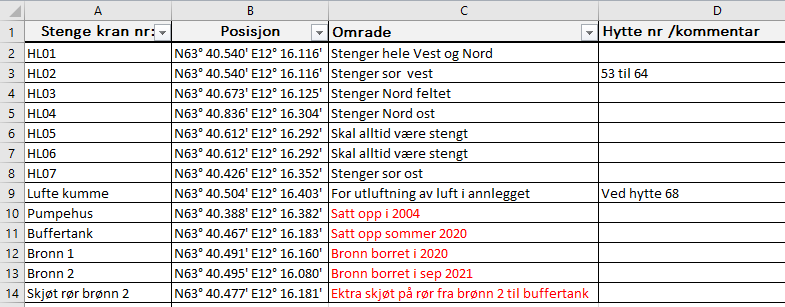 A B C D
1 Stenge kran nr: Posisjon Område Hytte nr /kommentar
2 HL01 N63° 40.540' E12° 16.116' Stenger hele Vest og Nord
3 HL02 N63° 40.540' E12° 16.116' Stenger sor vest 53 til 64
4 HL03 N63° 40.673' E12° 16.125' Stenger Nord feltet
5 HL04 N63° 40.836' E12° 16.304' Stenger Nord ost
6 HL05 N63° 40.612' E12° 16.292' Skal alltid være stengt
7 HL06 N63° 40.612' E12° 16.292' Skal alltid være stengt
8 HL07 N63° 40.426' E12° 16.352' Stenger sor ost
9 Lufte kumme N63° 40.504' E12° 16.403' For utluftning av luft i annlegget Ved hytte 68
10 Pumpehus N63° 40.388' E12° 16.382' Satt opp i 2004
11 Buffertank N63° 40.467' E12° 16.183' Satt opp sommer 2020
12 Bronn 1 N63° 40.491' E12° 16.160' Bronn borret i 2020
13 Bronn 2 N63° 40.495' E12° 16.080' Bronn borret i sep 2021
14 Skjøt rør brønn 2 N63° 40.477' E12° 16.181' Ektra skjøt på rør fra brønn 2 til buffertank